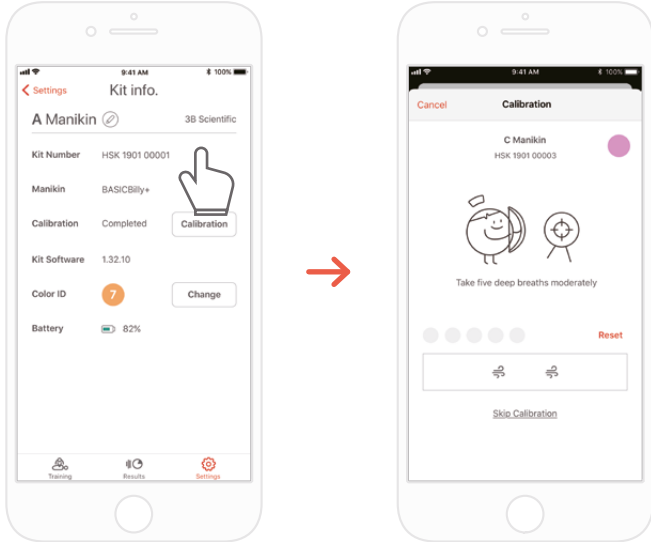 9:41 AM
100%
Settings
Kit info.
A Manikin
3B Scientific
Kit Number HSK 1901 00001
Manikin BASICBilly+
Calibration Completed Calibration
Kit Software 1.32.10
Color ID 7 Change
Battery 82%
Training Results Settings
9:41 AM
100%
Cancel Calibration
C Manikin
HSK 1901 00003
Take five deep breaths moderately
Reset
Skip Calibration